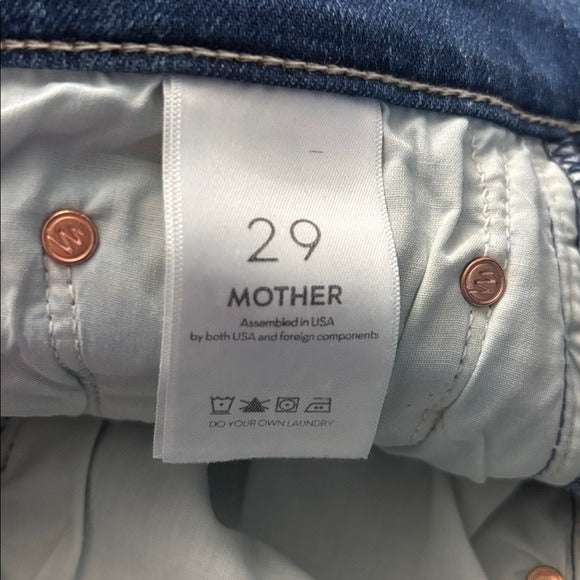 29
MOTHER
Assembled in USA
by both USA and foreign components
DO YOUR OWN LAUNDRY